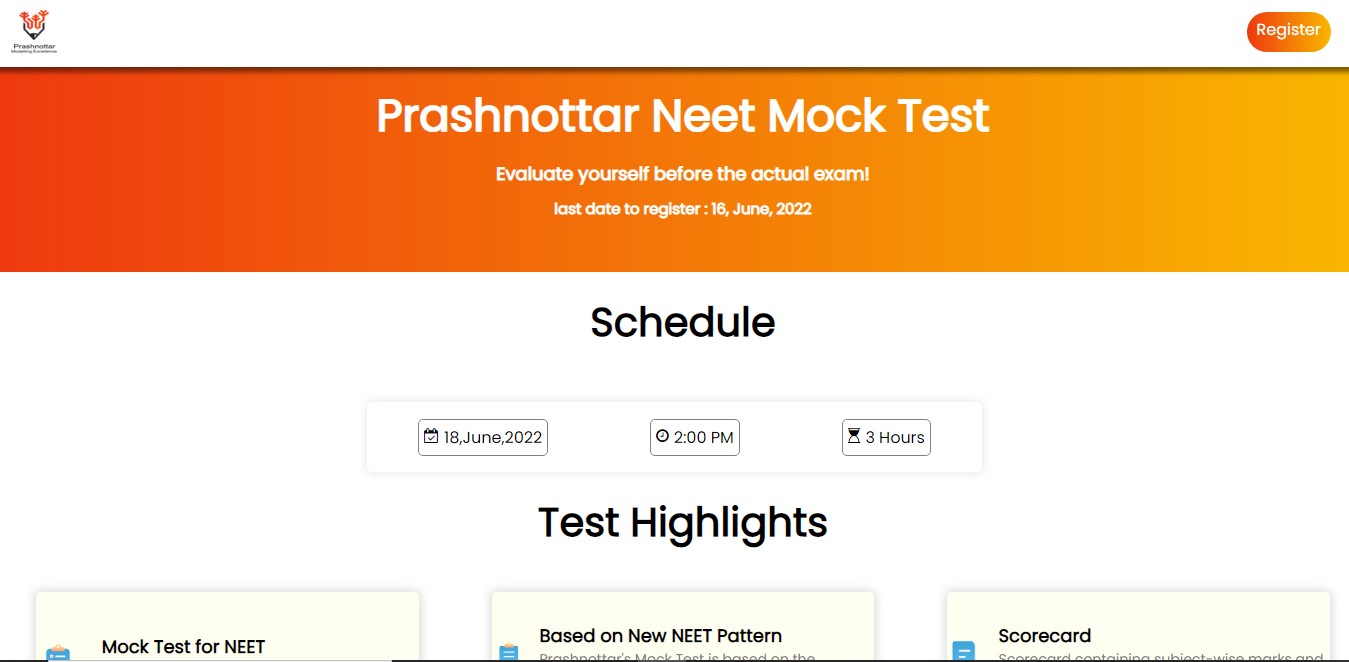 Prashnottar
Modelling Excellence
Register
Prashnottar Neet Mock Test
Evaluate yourself before the actual exam!
last date to register : 16, June, 2022
Schedule
18,June,2022
2:00 PM
3 Hours
Test Highlights
Mock Test for NEET
Based on New NEET Pattern
Prashnottar's Mock Test is based on the
Scorecard
Scorecard containing subject-wise marks and